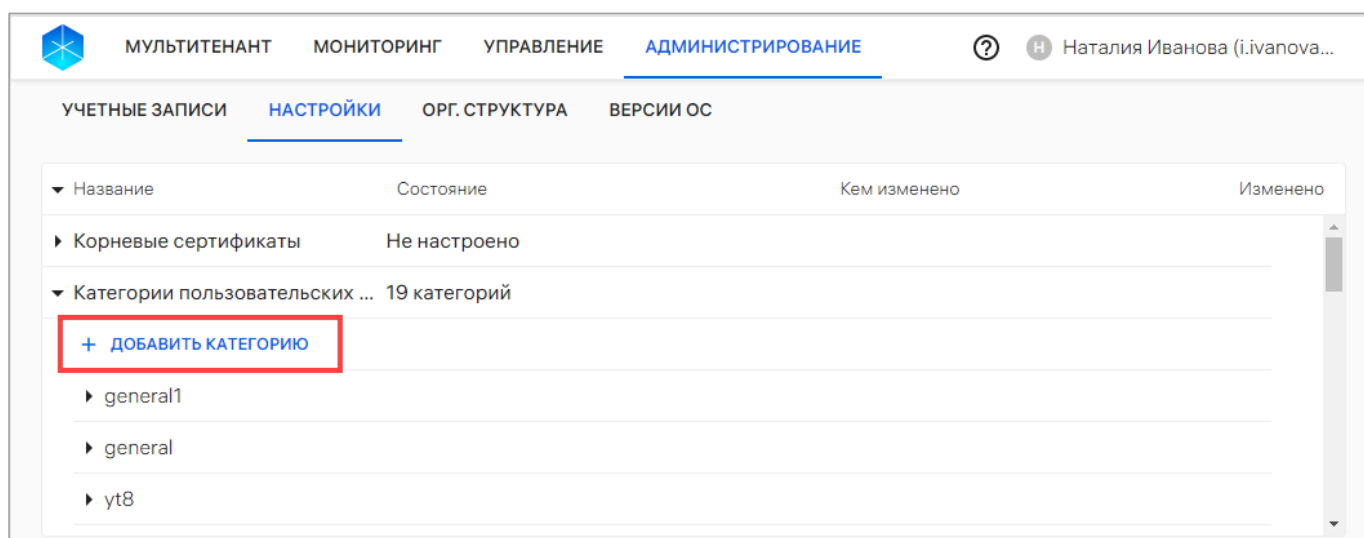 МУЛЬТИТЕНАНТ МОНИТОРИНГ УПРАВЛЕНИЕ АДМИНИСТРИРОВАНИЕ ? Н Наталия Иванова (i.ivanova...
УЧЕТНЫЕ ЗАПИСИ НАСТРОЙКИ ОРГ. СТРУКТУРА ВЕРСИИ ОС
Название Состояние Кем изменено Изменено
Корневые сертификаты Не настроено
Категории пользовательских ... 19 категорий
+ ДОБАВИТЬ КАТЕГОРИЮ
general1
general
yt8